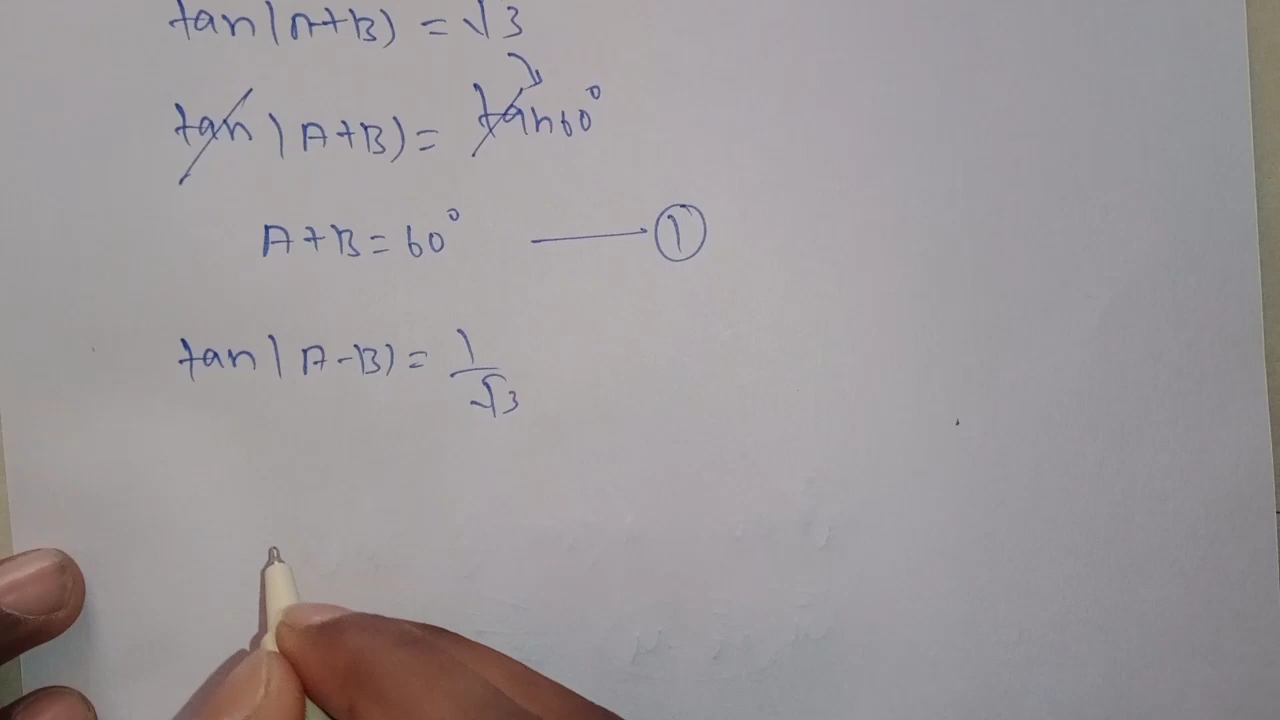 tan(A+B) = √3
tan (A+B) = tan60°
A+B = 60° ——— ①
tan(A-B) = 1/√3